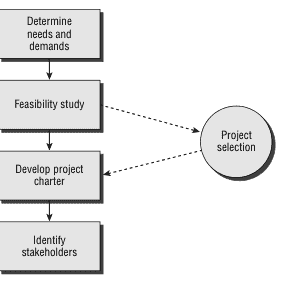 Determine
needs and
demands
Feasibility study
Project
selection
Develop project
charter
Identify
stakeholders